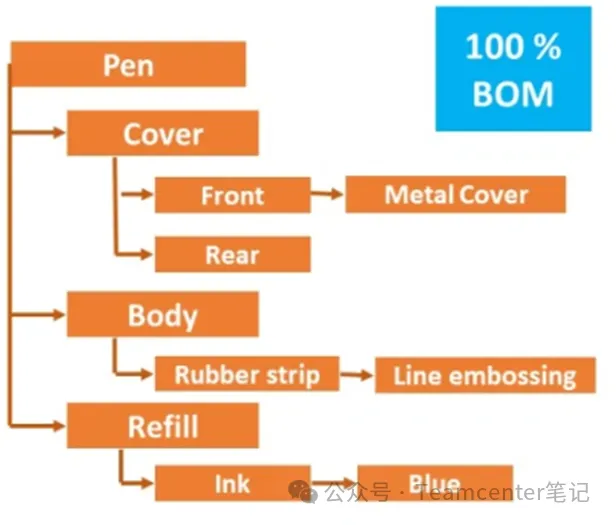 100 %
BOM
Pen
Cover
Front
Metal Cover
Rear
Body
Rubber strip
Line embossing
Refill
Ink
Blue
公众号 · Teamcenter笔记